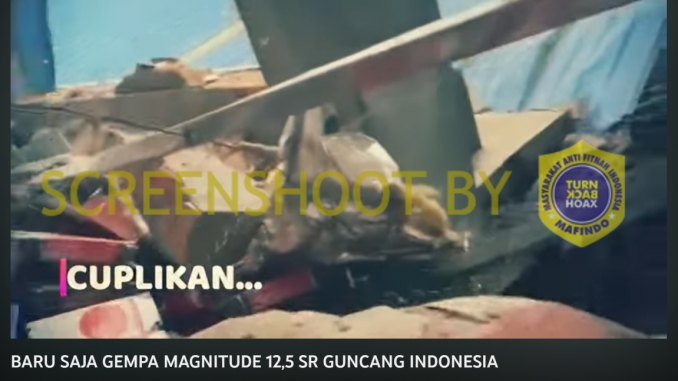 SCREENSHOOT BY
MASYARAKAT ANTI FITNAH INDONESIA
TURN
BACK
HOAX
MAFINDO
CUPLIKAN...
BARU SAJA GEMPA MAGNITUDE 12,5 SR GUNCANG INDONESIA